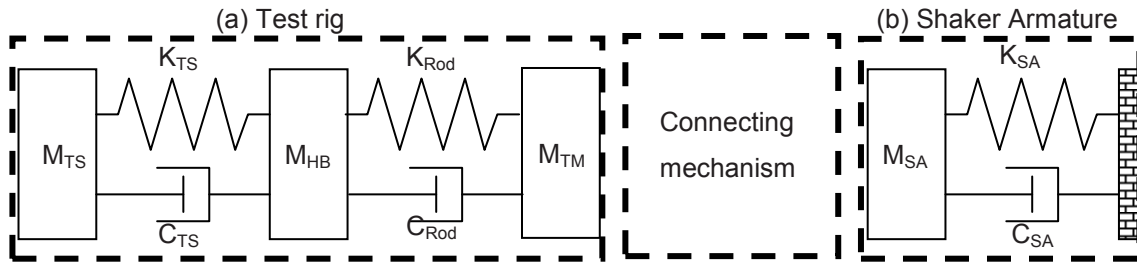 (a) Test rig
(b) Shaker Armature
K_TS
K_Rod
K_SA
M_TS
M_HB
M_TM
Connecting
mechanism
M_SA
C_TS
C_Rod
C_SA